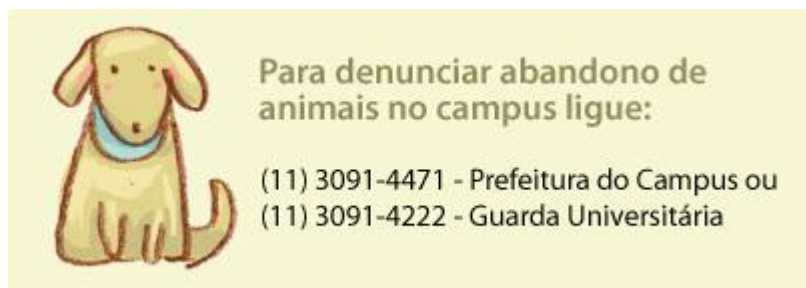 Para denunciar abandono de
animais no campus ligue:
(11) 3091-4471 - Prefeitura do Campus ou
(11) 3091-4222 - Guarda Universitária